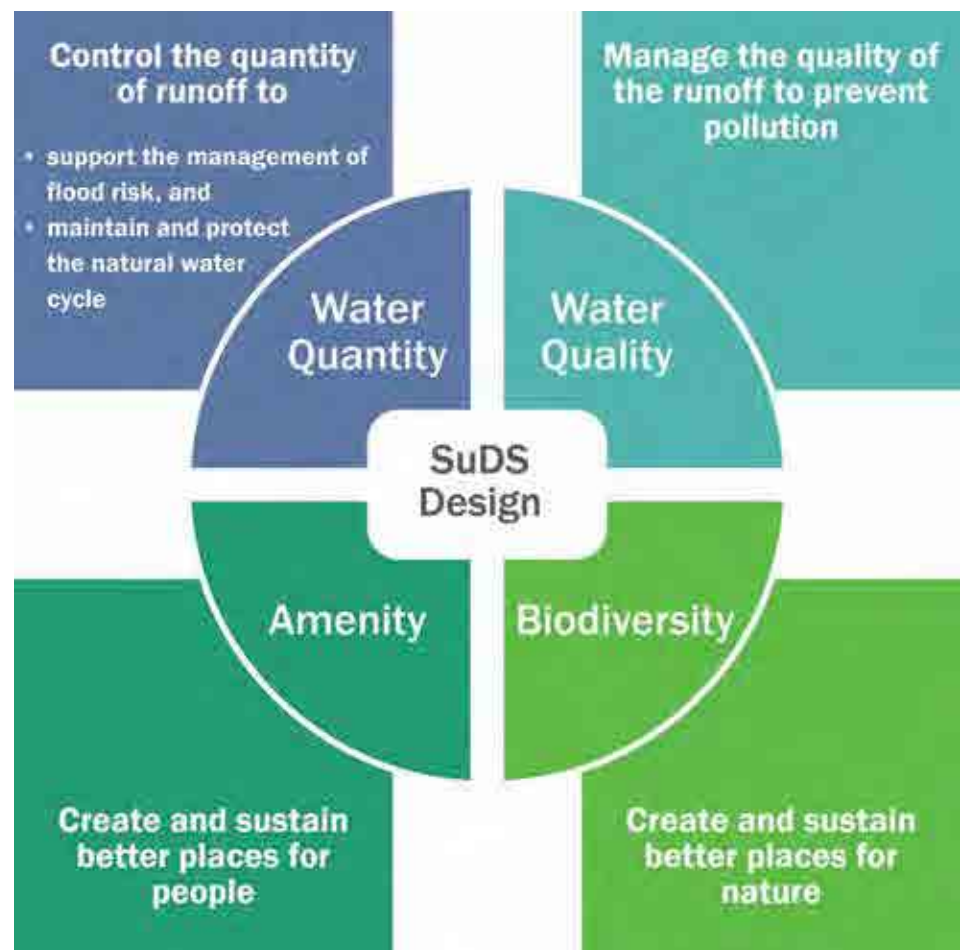 Control the quantity
of runoff to
• support the management of
flood risk, and
• maintain and protect
the natural water
cycle
Manage the quality of
the runoff to prevent
pollution
Water
Quantity
Water
Quality
SuDS
Design
Amenity
Biodiversity
Create and sustain
better places for
people
Create and sustain
better places for
nature